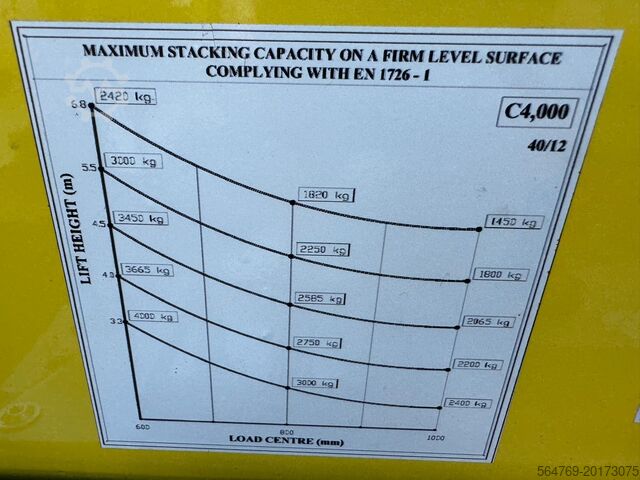 MAXIMUM STACKING CAPACITY ON A FIRM LEVEL SURFACE
COMPLYING WITH EN 1726 - 1
C4,000
40/12
6.8
2420 kg
1820 kg
1450 kg
5.5
3000 kg
2250 kg
1800 kg
4.5
3450 kg
2585 kg
2065 kg
3665 kg
2750 kg
2200 kg
3.3
4000 kg
3000 kg
2400 kg
LIFT HEIGHT (m)
600
800
1000
LOAD CENTRE (mm)
564769-20173075